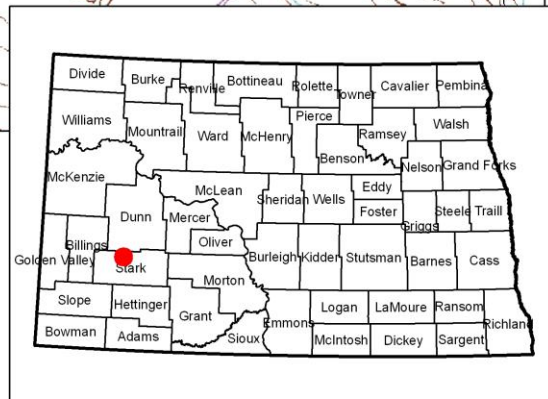 Divide Burke Renville Bottineau Rolette Towner Cavalier Pembina
Williams Mountrail Ward McHenry Pierce Benson Ramsey Walsh
McKenzie McLean Sheridan Wells Eddy Nelson Grand Forks
Dunn Mercer Oliver Foster Griggs Steele Traill
Golden Valley Billings Stark Morton Burleigh Kidder Stutsman Barnes Cass
Slope Hettinger Grant Emmons Logan LaMoure Ransom Richland
Bowman Adams Sioux McIntosh Dickey Sargent